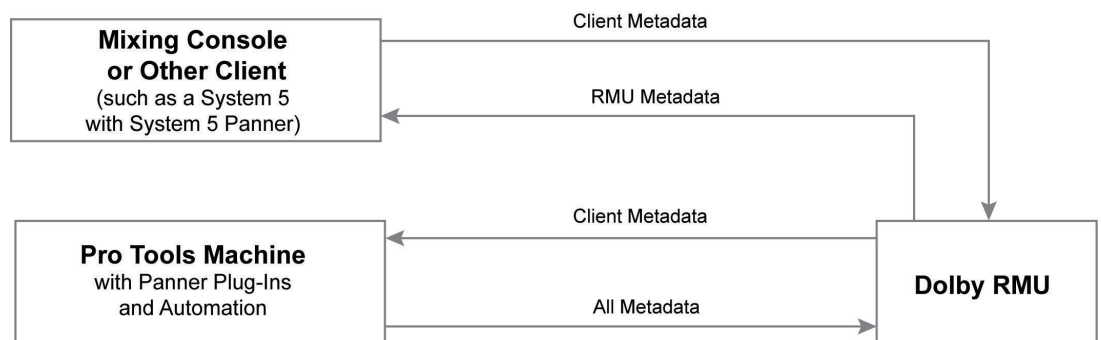 Client Metadata
Mixing Console
or Other Client
(such as a System 5
with System 5 Panner)
RMU Metadata
Client Metadata
Pro Tools Machine
with Panner Plug-Ins
and Automation
Dolby RMU
All Metadata